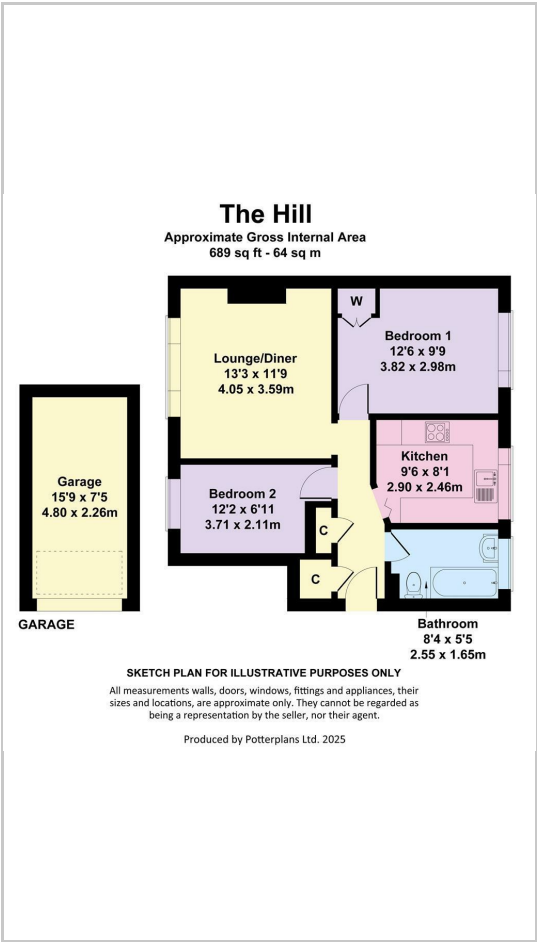 The Hill
Approximate Gross Internal Area
689 sq ft - 64 sq m
W
Bedroom 1
12'6 x 9'9
3.82 x 2.98m
Lounge/Diner
13'3 x 11'9
4.05 x 3.59m
Kitchen
9'6 x 8'1
2.90 x 2.46m
Garage
15'9 x 7'5
4.80 x 2.26m
Bedroom 2
12'2 x 6'11
3.71 x 2.11m
C
C
GARAGE
Bathroom
8'4 x 5'5
2.55 x 1.65m
SKETCH PLAN FOR ILLUSTRATIVE PURPOSES ONLY
All measurements walls, doors, windows, fittings and appliances, their
sizes and locations, are approximate only. They cannot be regarded as
being a representation by the seller, nor their agent.
Produced by Potterplans Ltd. 2025